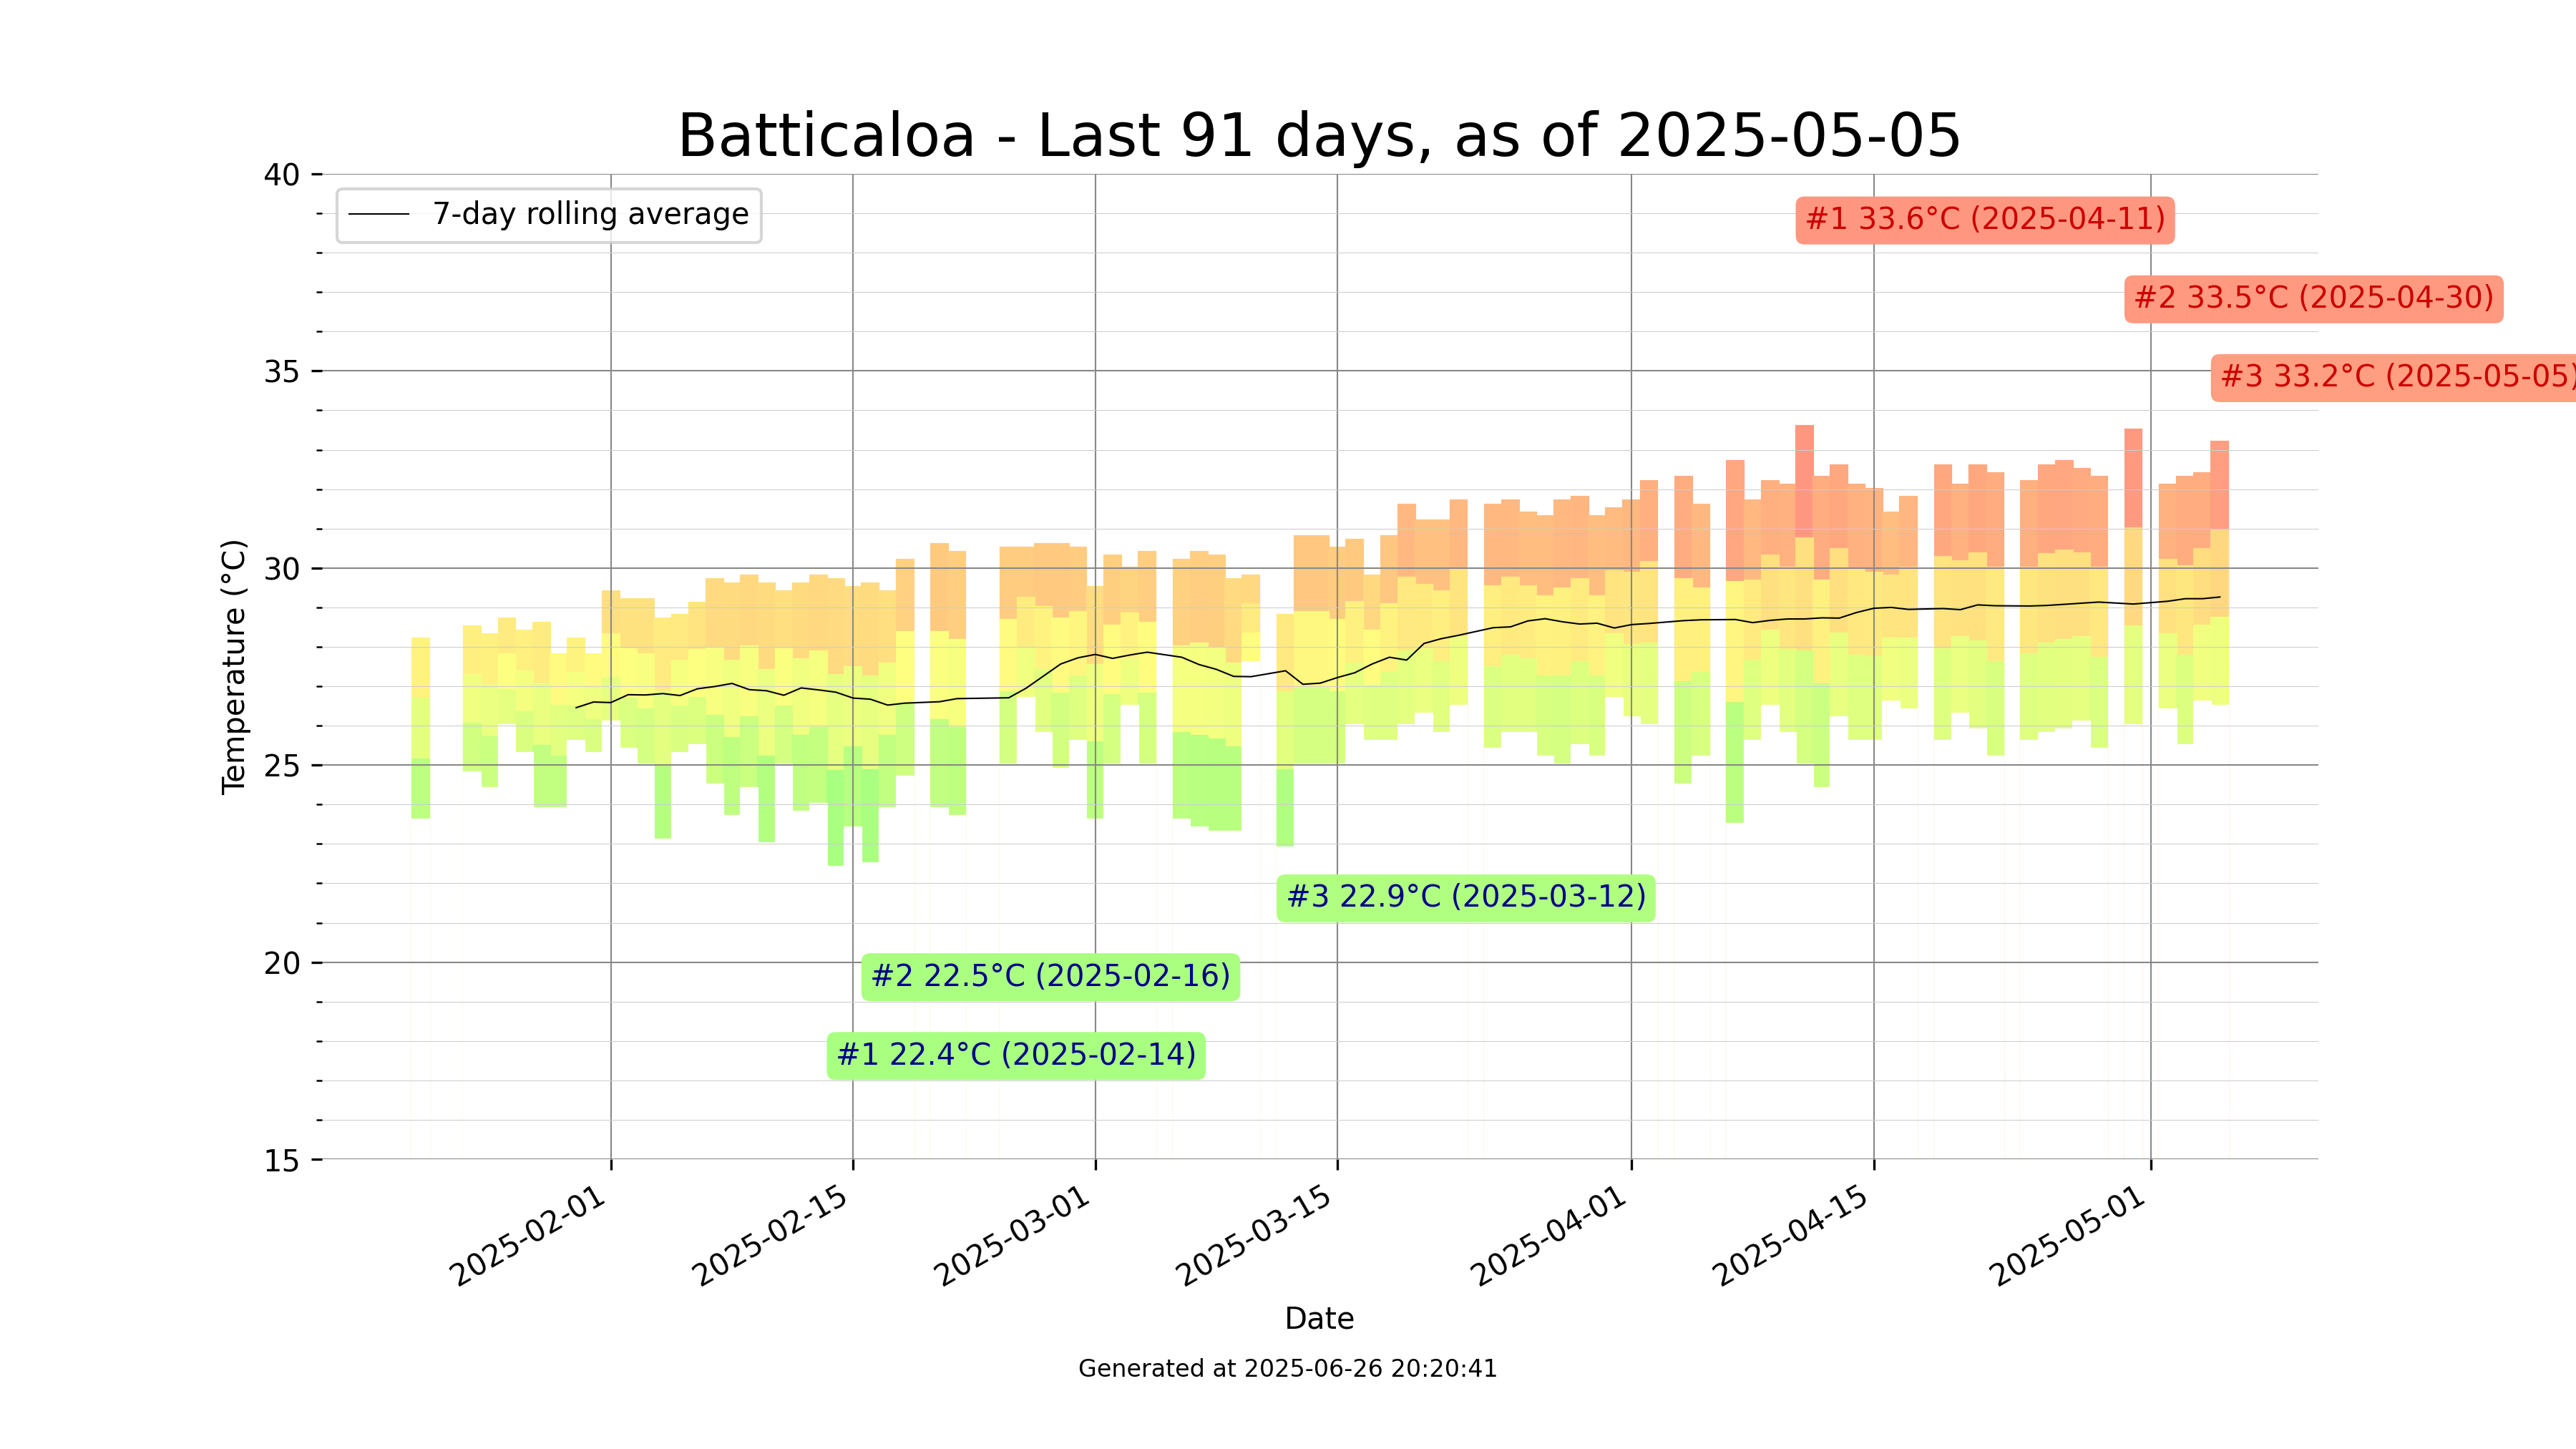 Batticaloa - Last 91 days, as of 2025-05-05
40
7-day rolling average
#1 33.6°C (2025-04-11)
#2 33.5°C (2025-04-30)
35
#3 33.2°C (2025-05-05)
30
Temperature (°C)
25
#3 22.9°C (2025-03-12)
20
#2 22.5°C (2025-02-16)
#1 22.4°C (2025-02-14)
15
2025-02-01
2025-02-15
2025-03-01
2025-03-15
2025-04-01
2025-04-15
2025-05-01
Date
Generated at 2025-06-26 20:20:41